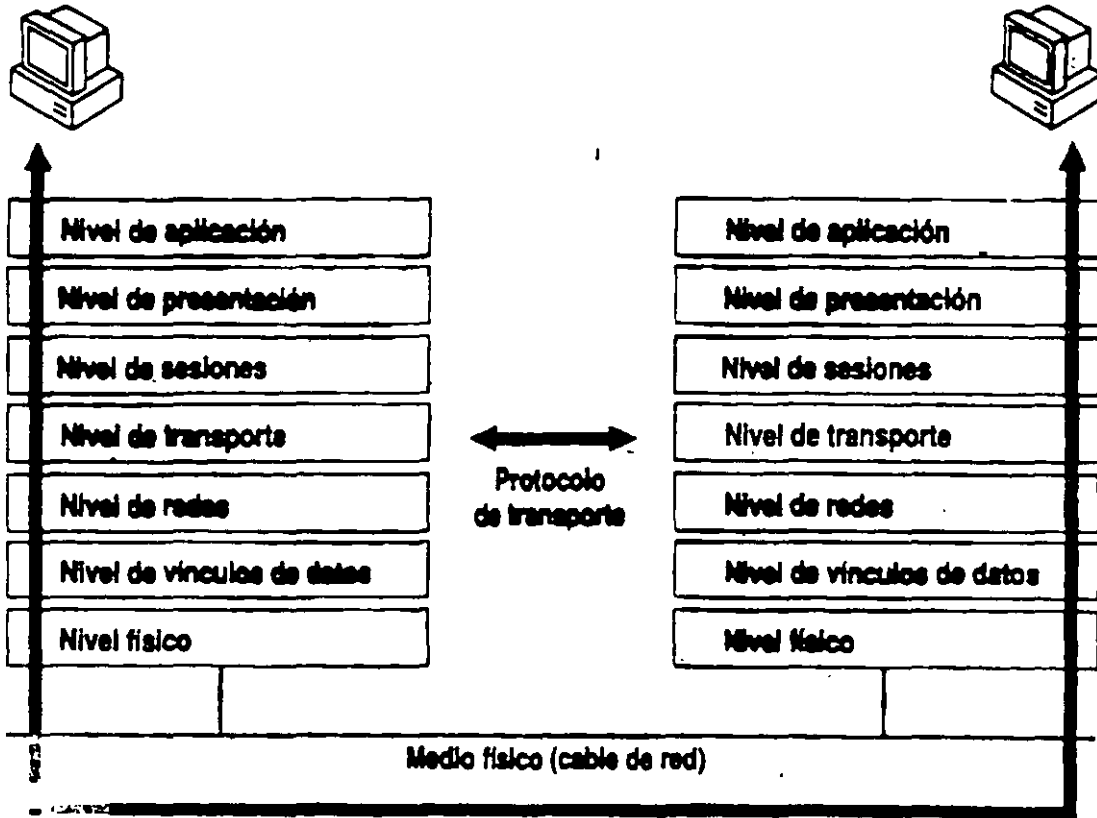 Nivel de aplicación
Nivel de presentación
Nivel de sesiones
Nivel de transporte
Nivel de redes
Nivel de vínculos de datos
Nivel físico
Protocolo
de transporte
Nivel de aplicación
Nivel de presentación
Nivel de sesiones
Nivel de transporte
Nivel de redes
Nivel de vínculos de datos
Nivel físico
Medio físico (cable de red)